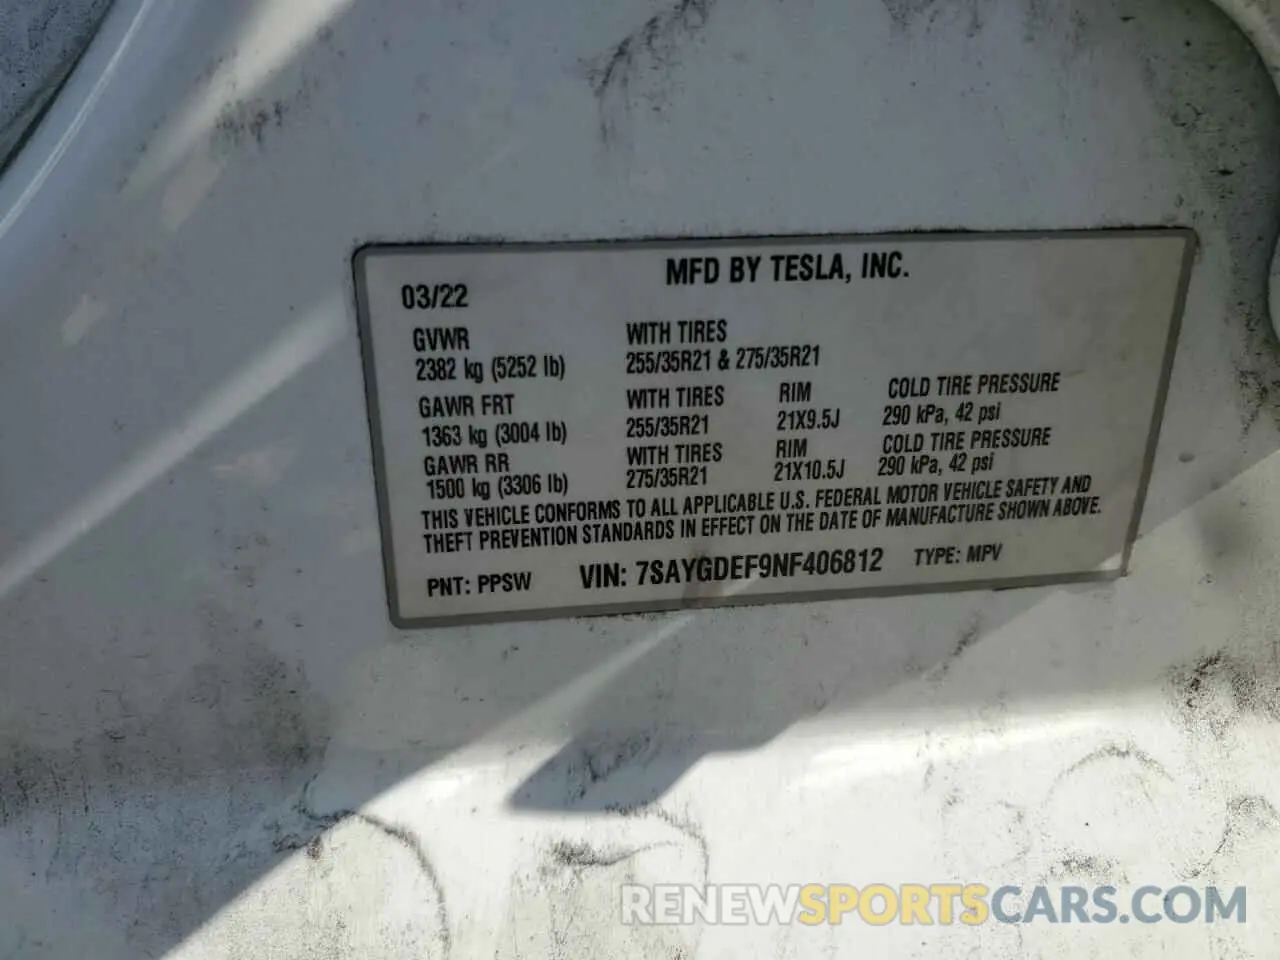 MFD BY TESLA, INC.
03/22
GVWR WITH TIRES
2382 kg (5252 lb) 255/35R21 & 275/35R21
GAWR FRT WITH TIRES RIM COLD TIRE PRESSURE
1363 kg (3004 lb) 255/35R21 21X9.5J 290 kPa, 42 psi
GAWR RR WITH TIRES RIM COLD TIRE PRESSURE
1500 kg (3306 lb) 275/35R21 21X10.5J 290 kPa, 42 psi
THIS VEHICLE CONFORMS TO ALL APPLICABLE U.S. FEDERAL MOTOR VEHICLE SAFETY AND
THEFT PREVENTION STANDARDS IN EFFECT ON THE DATE OF MANUFACTURE SHOWN ABOVE.
PNT: PPSW VIN: 7SAYGDEF9NF406812 TYPE: MPV
RENEWSPORTSCARS.COM